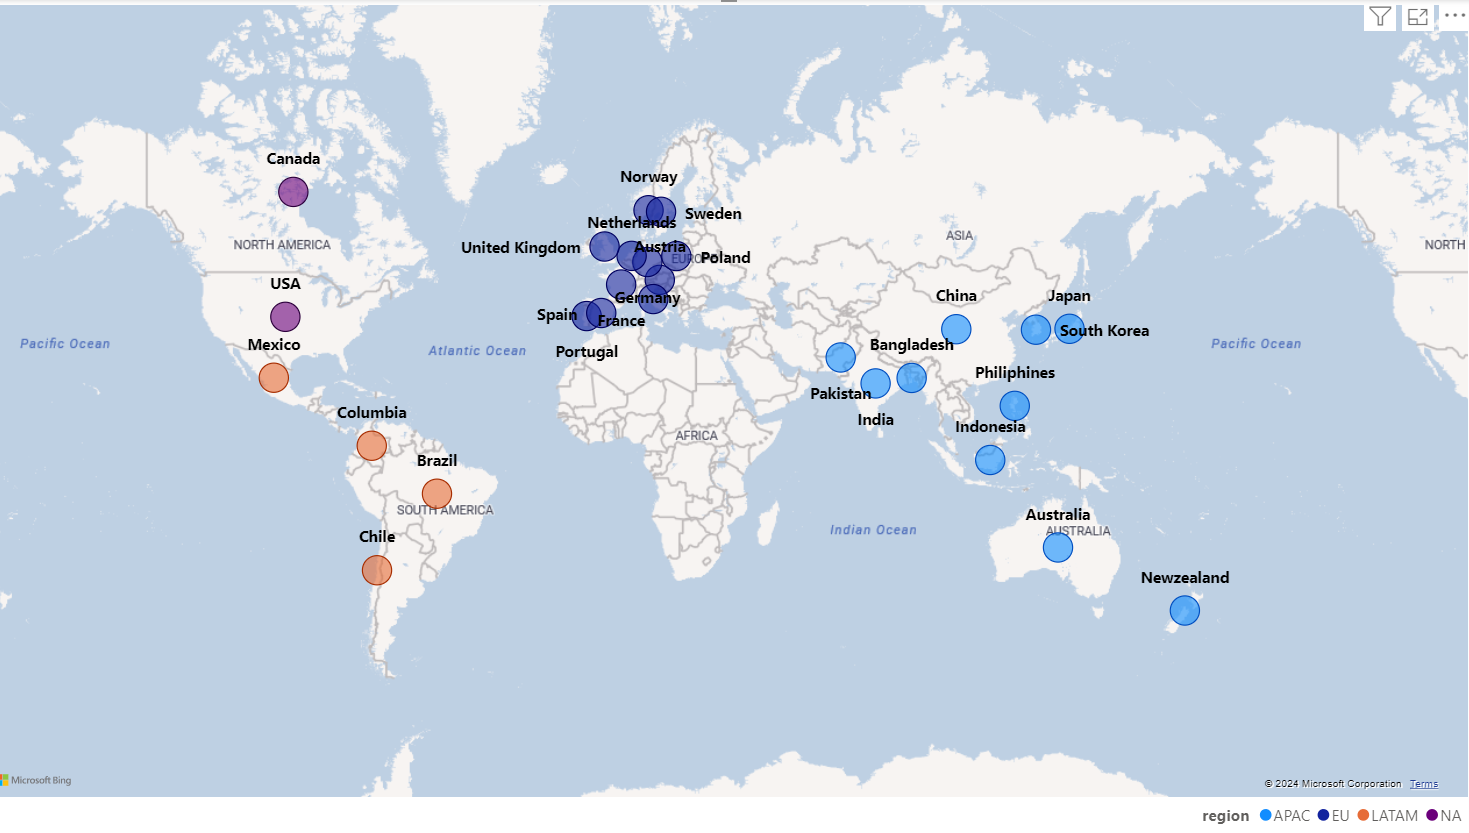 Canada
Norway
Sweden
Netherlands
NORTH AMERICA
United Kingdom
Austria
EUROPE
Poland
ASIA
NORTH
USA
China
Japan
Germany
Spain
France
South Korea
Pacific Ocean
Mexico
Atlantic Ocean
Portugal
Bangladesh
Pacific Ocean
Philiphines
Pakistan
Columbia
India
Indonesia
AFRICA
Brazil
SOUTH AMERICA
Australia
AUSTRALIA
Indian Ocean
Chile
Newzealand
Microsoft Bing
© 2024 Microsoft Corporation Terms
region APAC EU LATAM NA